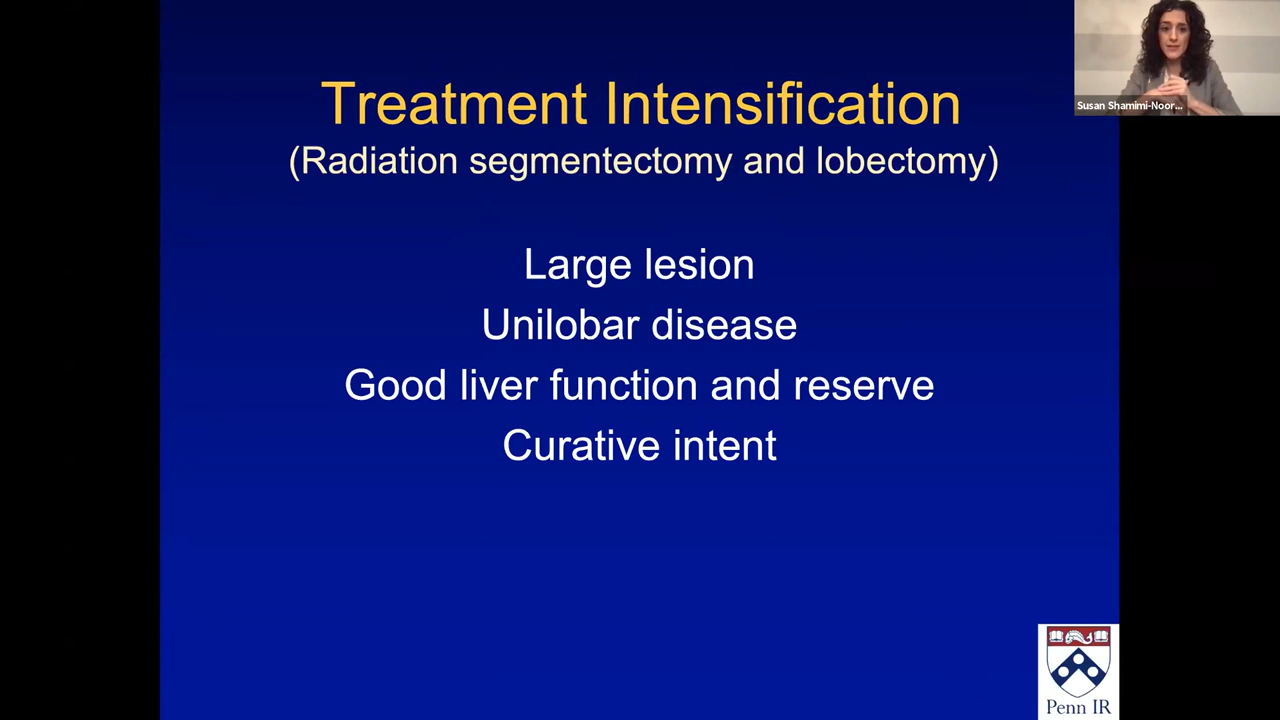 Treatment Intensification
(Radiation segmentectomy and lobectomy)
Large lesion
Unilobar disease
Good liver function and reserve
Curative intent
Susan Shamimi-Noor...
Penn IR